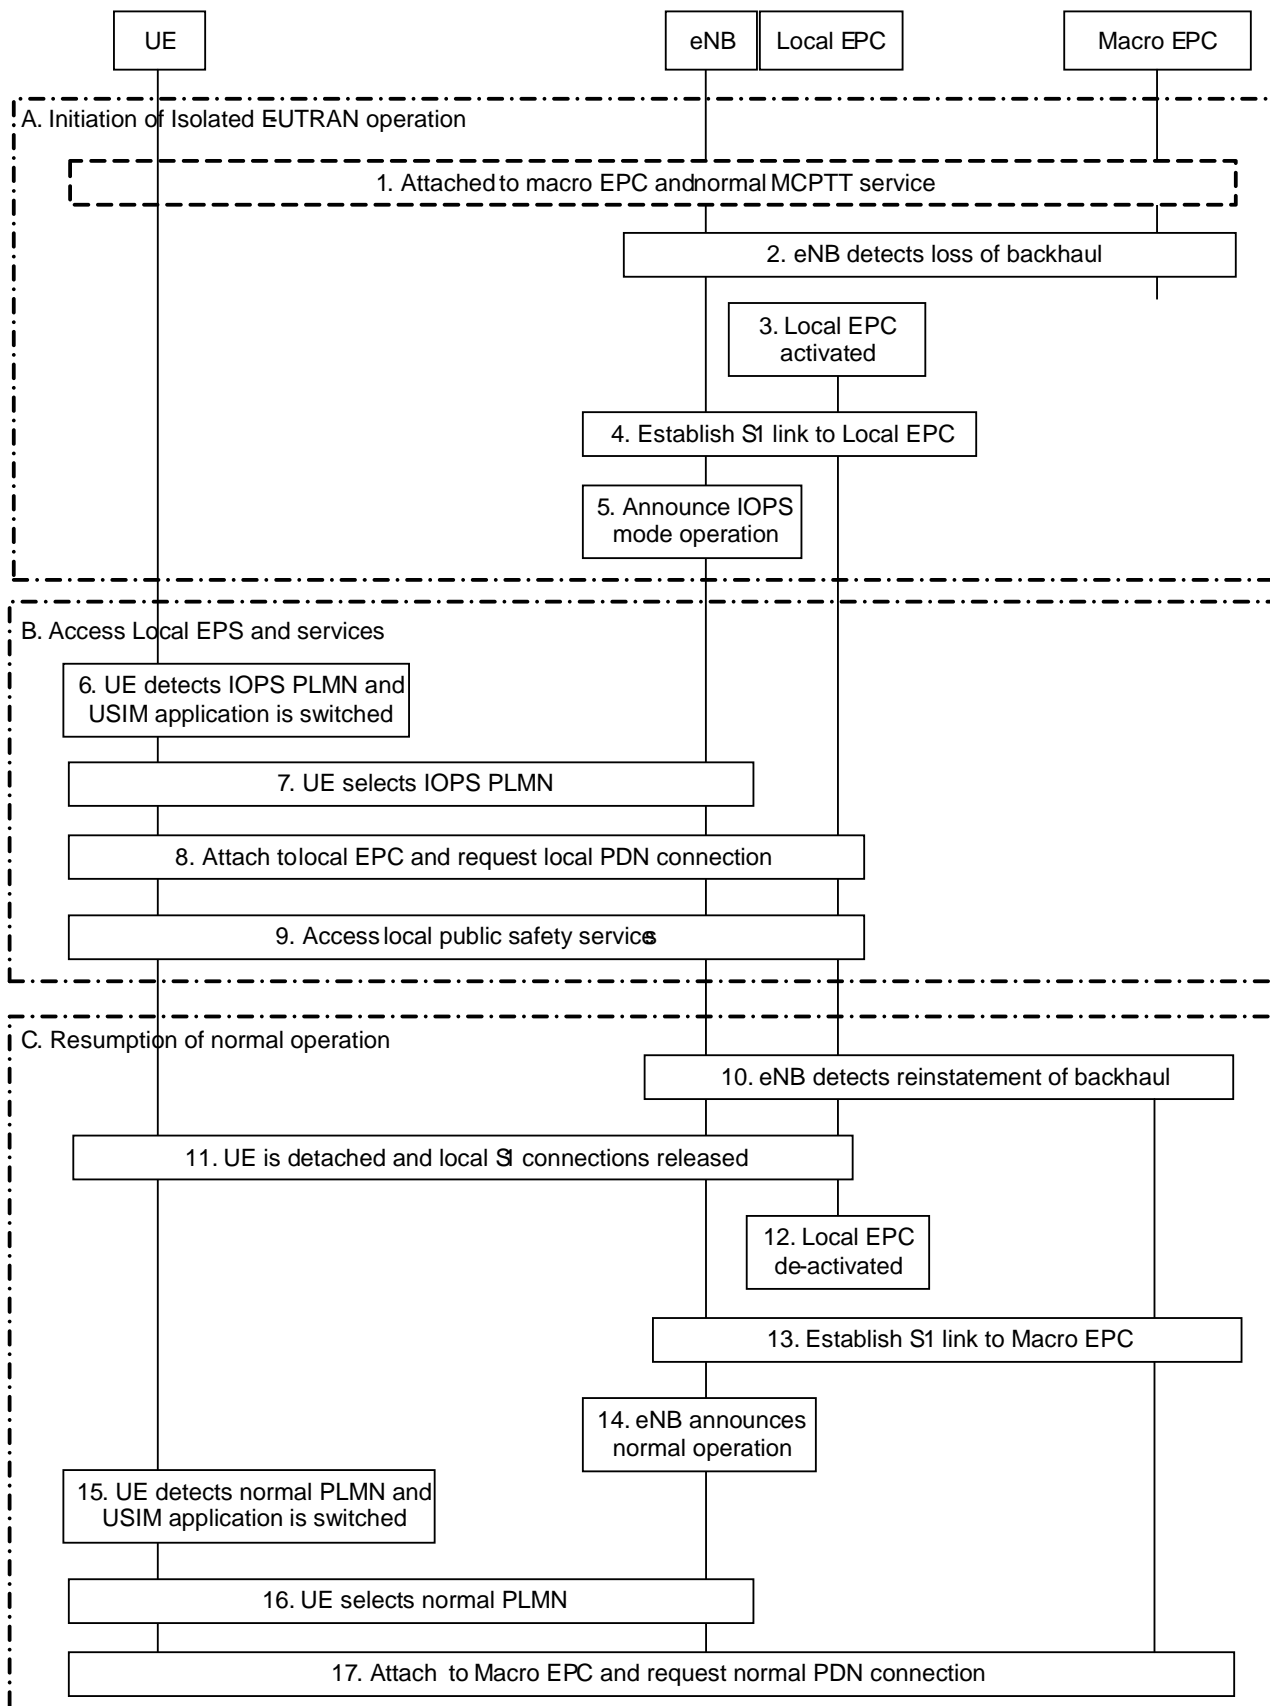 UE
eNB
Local EPC
Macro EPC
A. Initiation of Isolated E-UTRAN operation
1. Attached to macro EPC and normal MCPTT service
2. eNB detects loss of backhaul
3. Local EPC
activated
4. Establish S1 link to Local EPC
5. Announce IOPS
mode operation
B. Access Local EPS and services
6. UE detects IOPS PLMN and
USIM application is switched
7. UE selects IOPS PLMN
8. Attach to local EPC and request local PDN connection
9. Access local public safety services
C. Resumption of normal operation
10. eNB detects reinstatement of backhaul
11. UE is detached and local S1 connections released
12. Local EPC
de-activated
13. Establish S1 link to Macro EPC
14. eNB announces
normal operation
15. UE detects normal PLMN and
USIM application is switched
16. UE selects normal PLMN
17. Attach to Macro EPC and request normal PDN connection